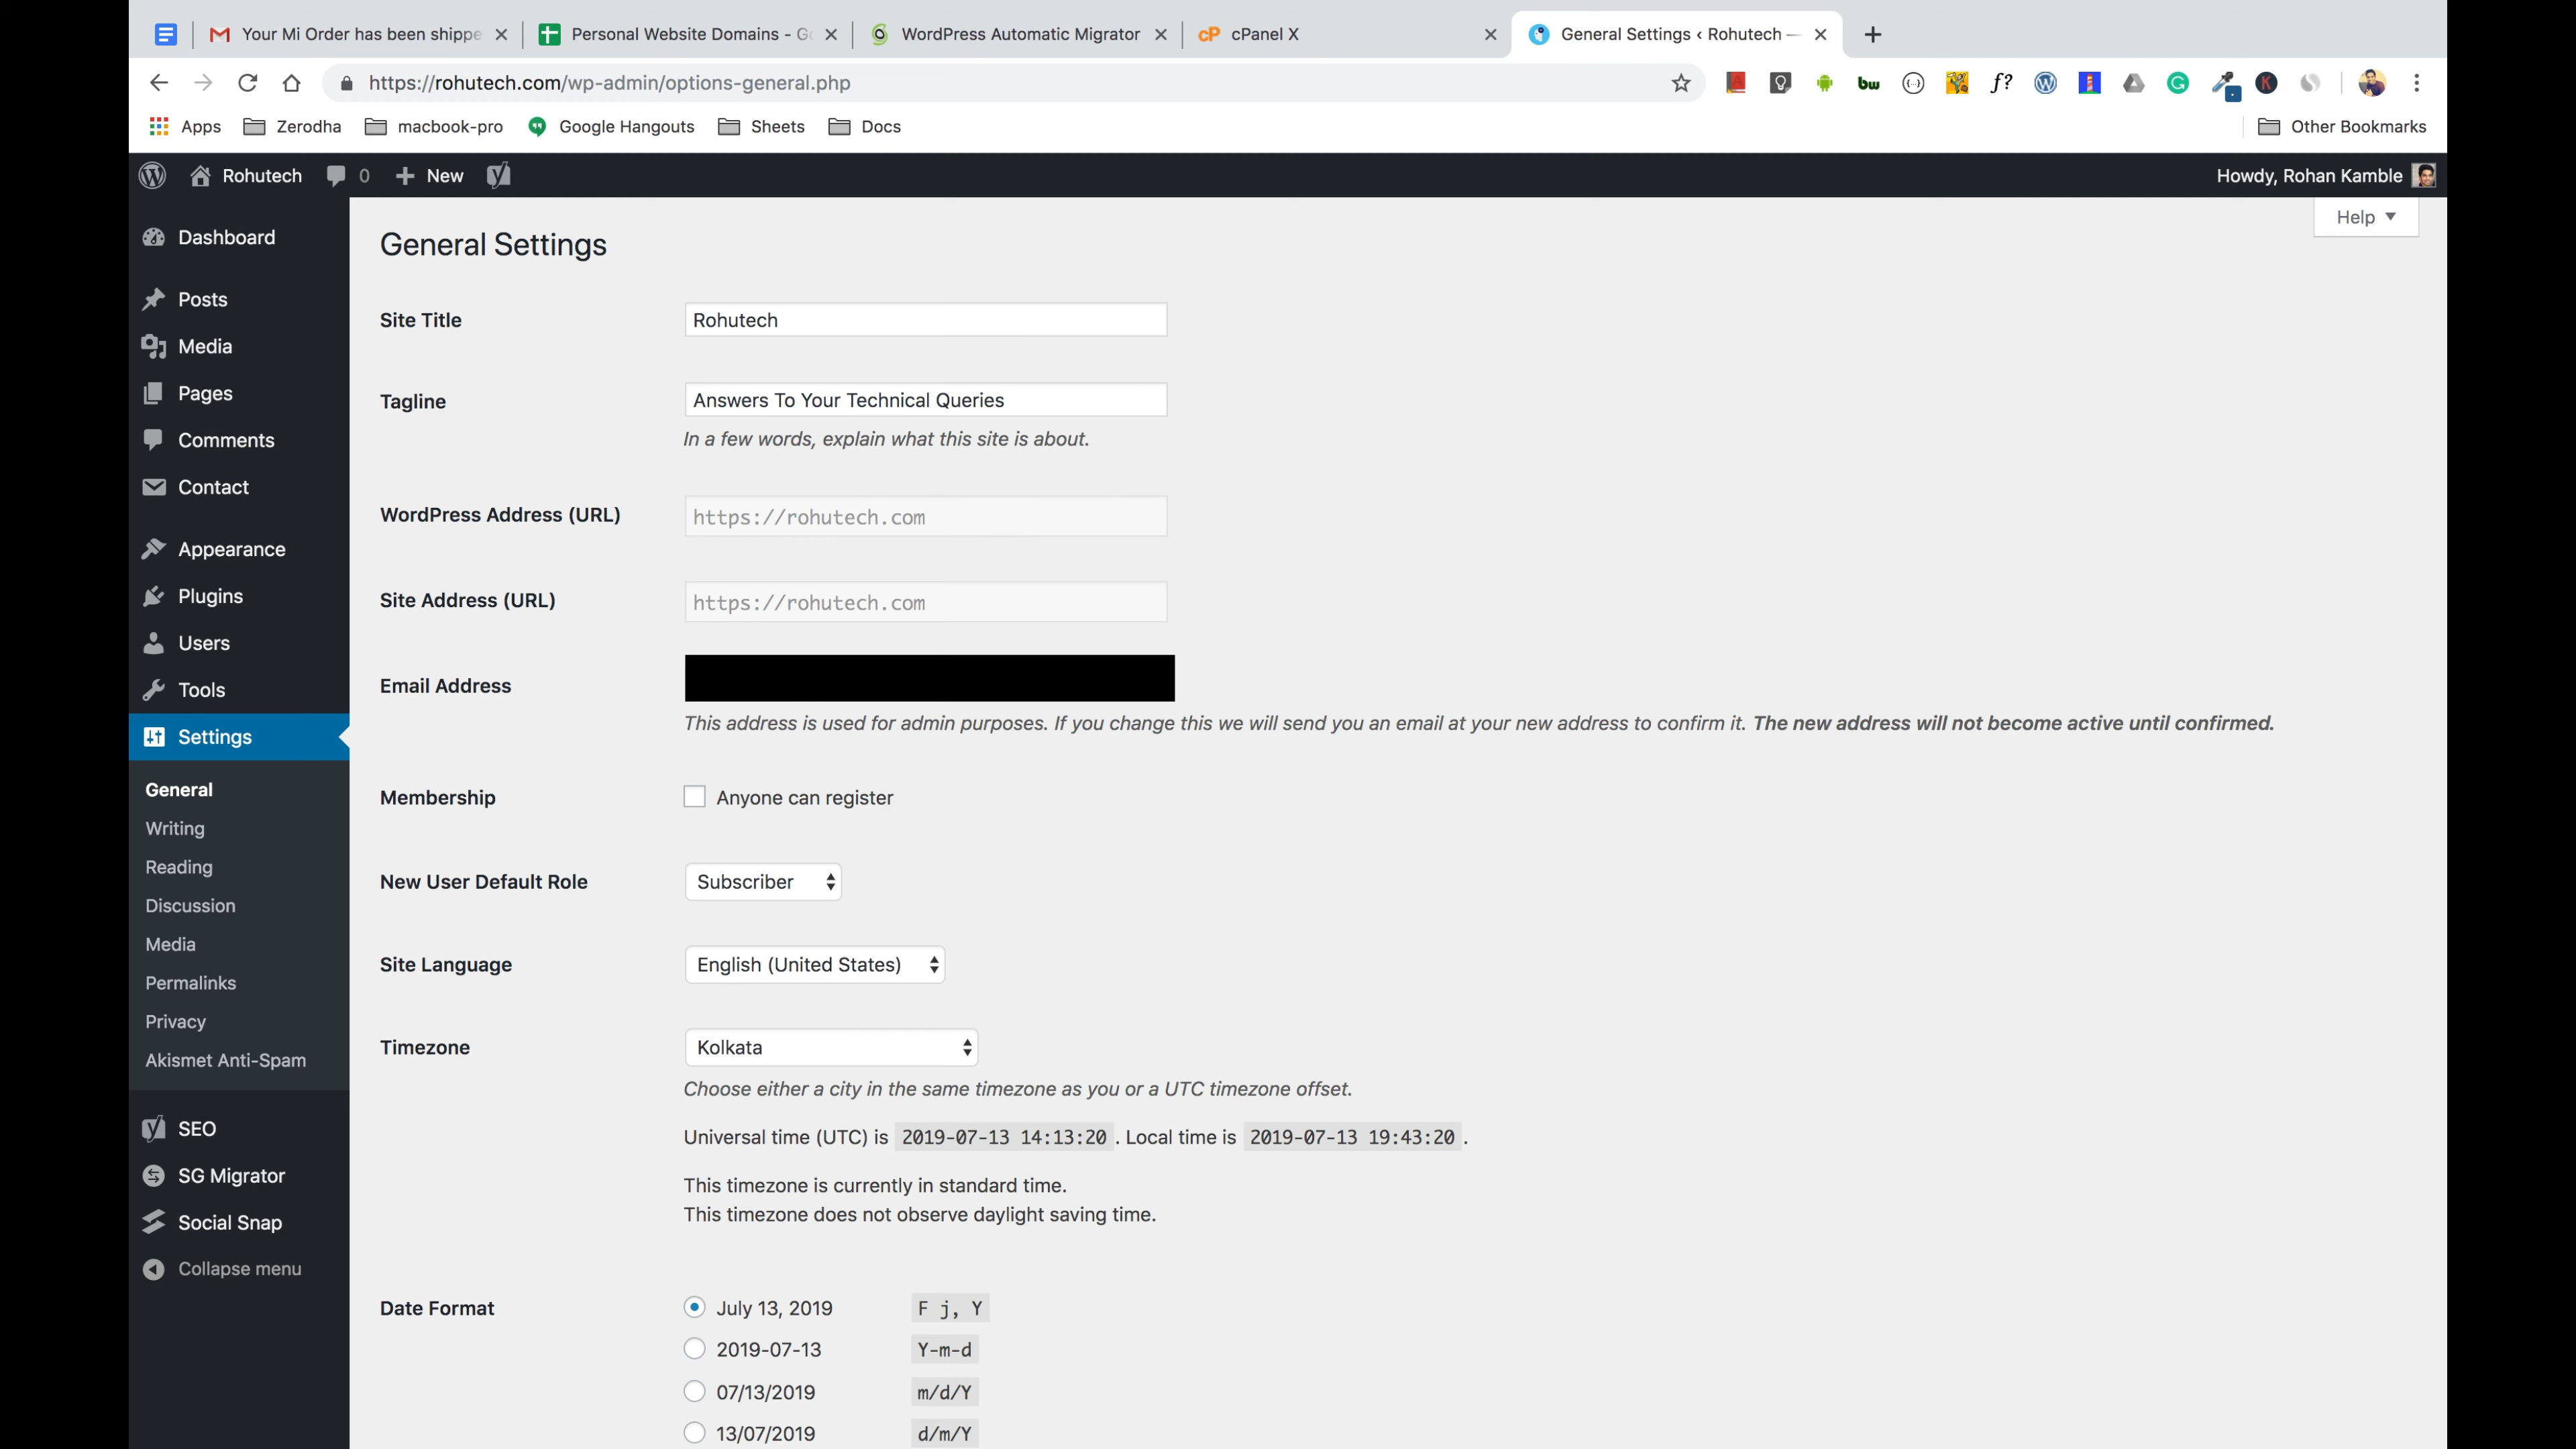 Your Mi Order has been shippe
Personal Website Domains - Go
WordPress Automatic Migrator
cP cPanel X
General Settings ‹ Rohutech —
https://rohutech.com/wp-admin/options-general.php
bw
f?
G
K
Apps
Zerodha
macbook-pro
Google Hangouts
Sheets
Docs
Other Bookmarks
Rohutech
0
New
Howdy, Rohan Kamble
Help
Dashboard
Posts
Media
Pages
Comments
Contact
Appearance
Plugins
Users
Tools
Settings
General
Writing
Reading
Discussion
Media
Permalinks
Privacy
Akismet Anti-Spam
SEO
SG Migrator
Social Snap
Collapse menu
General Settings
Site Title
Rohutech
Tagline
Answers To Your Technical Queries
In a few words, explain what this site is about.
WordPress Address (URL)
https://rohutech.com
Site Address (URL)
https://rohutech.com
Email Address
This address is used for admin purposes. If you change this we will send you an email at your new address to confirm it. The new address will not become active until confirmed.
Membership
Anyone can register
New User Default Role
Subscriber
Site Language
English (United States)
Timezone
Kolkata
Choose either a city in the same timezone as you or a UTC timezone offset.
Universal time (UTC) is 2019-07-13 14:13:20 . Local time is 2019-07-13 19:43:20 .
This timezone is currently in standard time.
This timezone does not observe daylight saving time.
Date Format
July 13, 2019 F j, Y
2019-07-13 Y-m-d
07/13/2019 m/d/Y
13/07/2019 d/m/Y